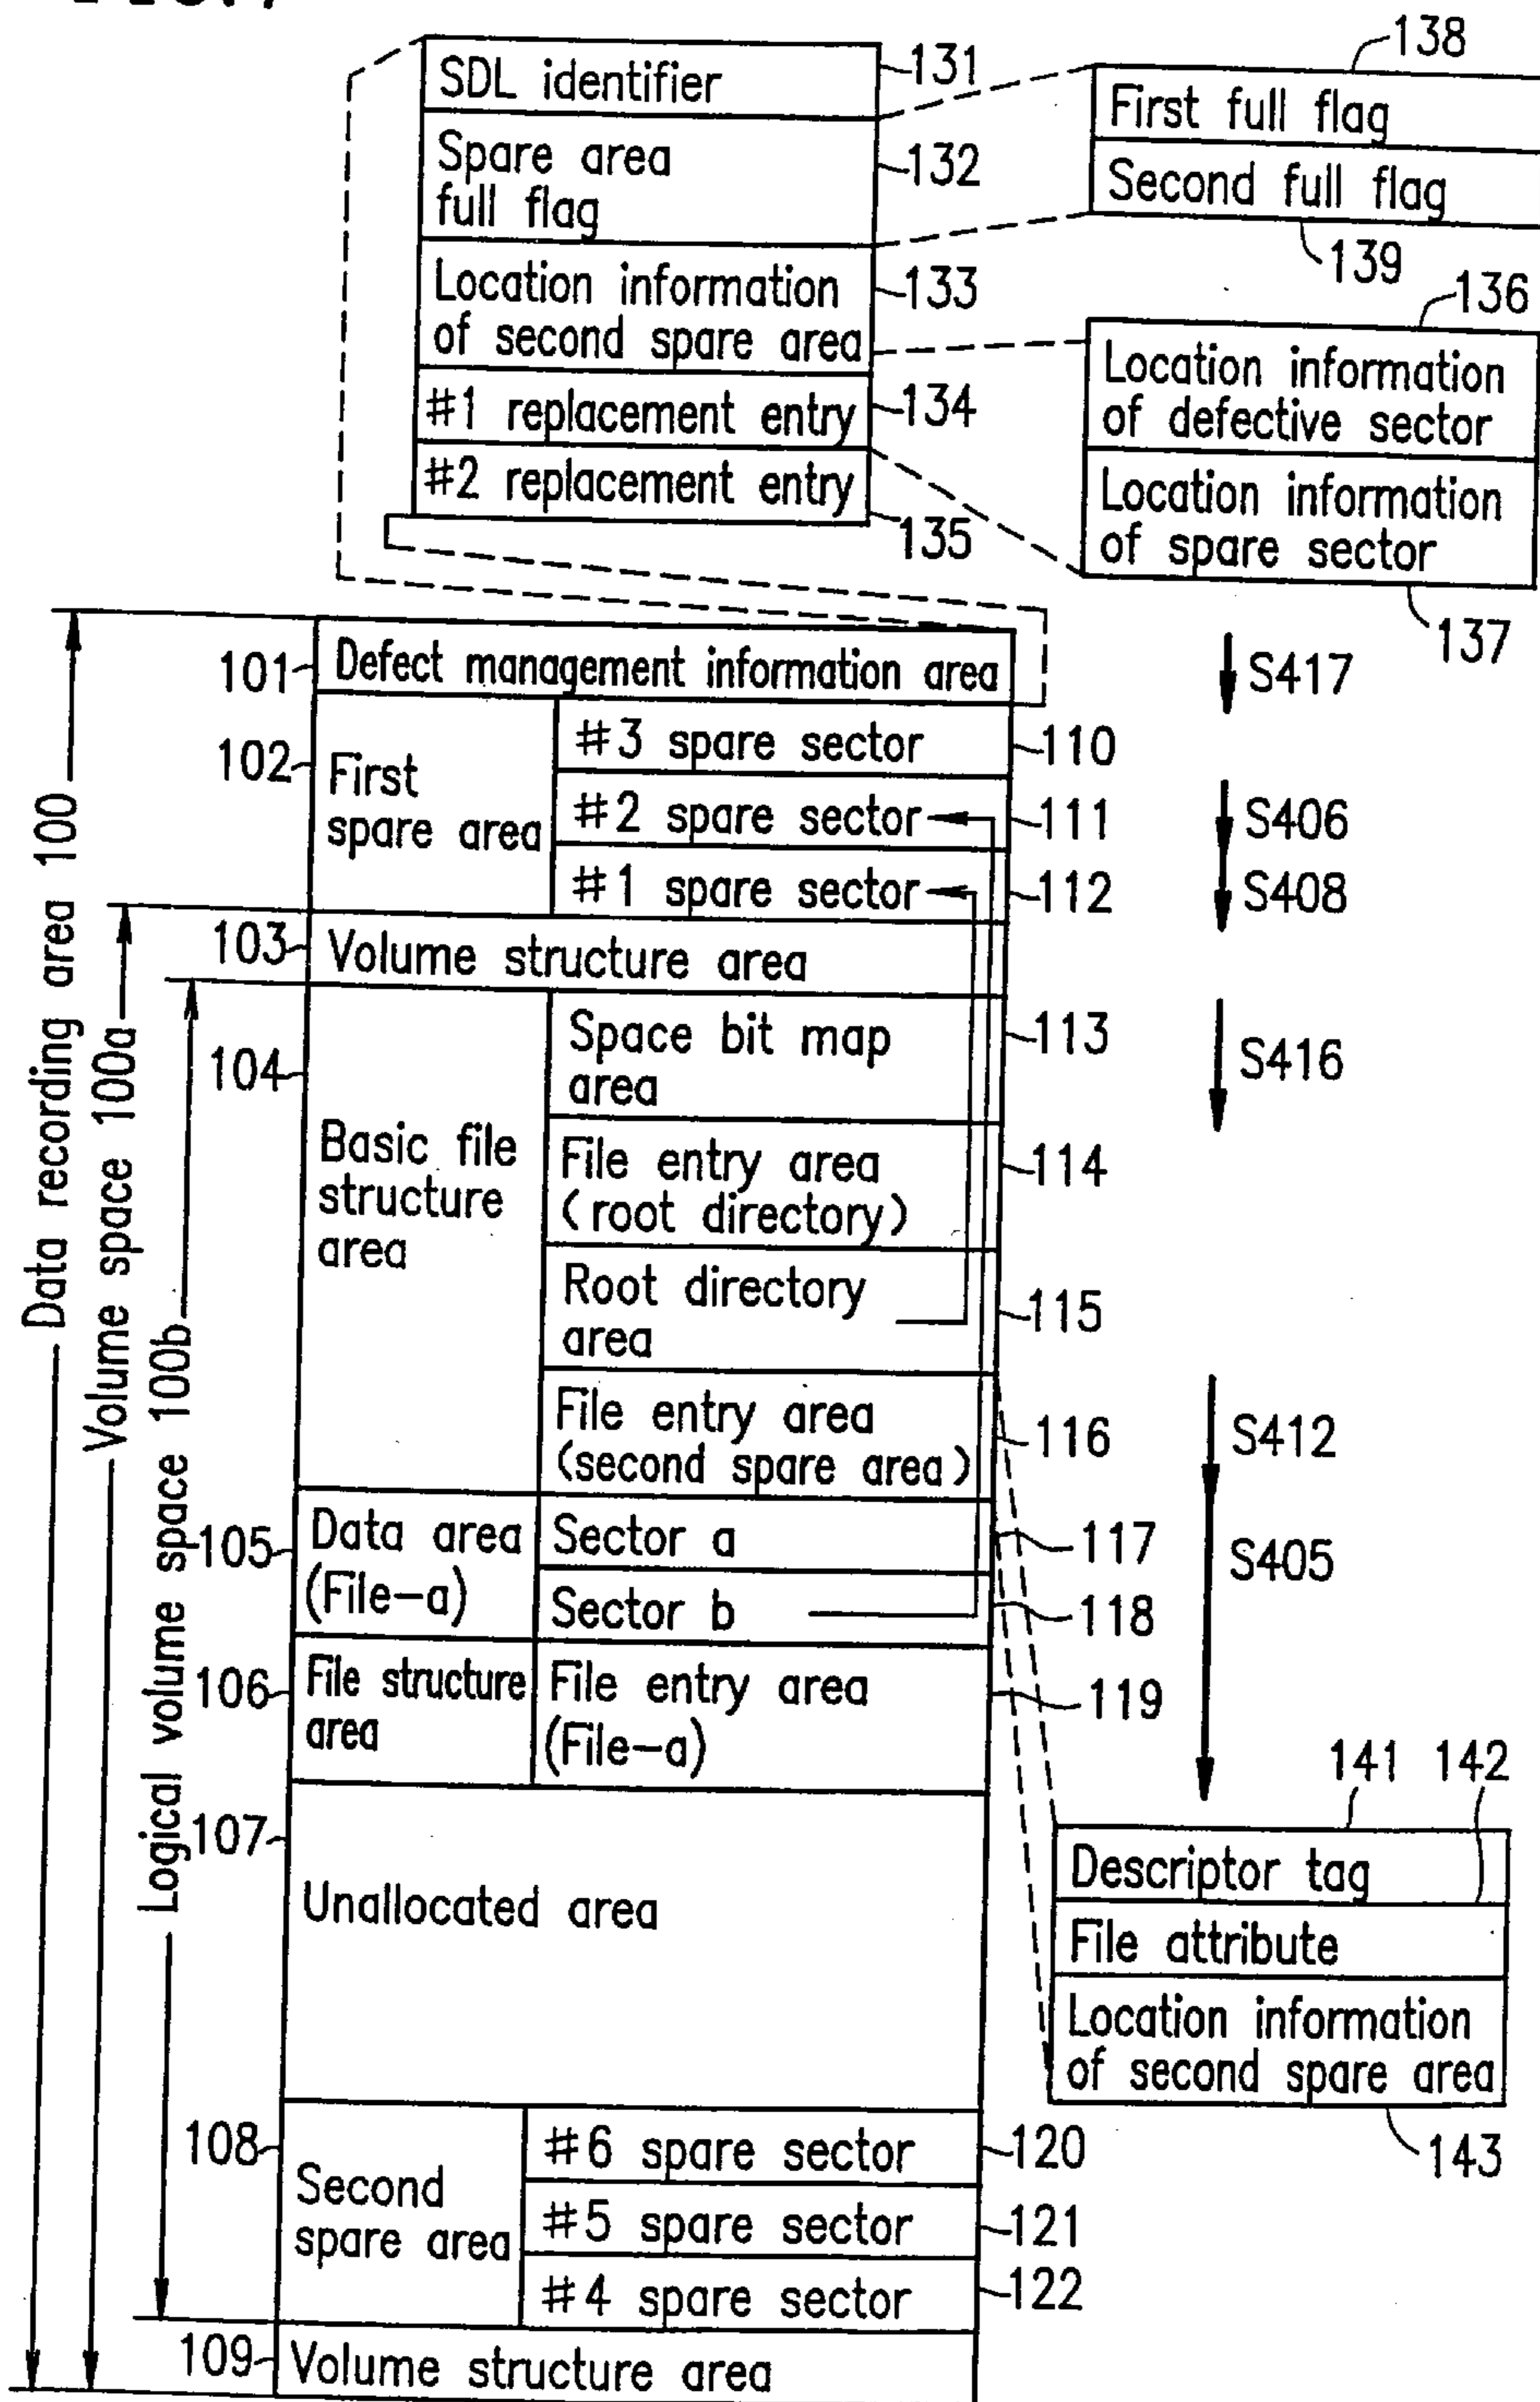 SDL identifier
131
Spare area
full flag
132
Location information
of second spare area
133
#1 replacement entry
134
#2 replacement entry
135
138
First full flag
Second full flag
139
136
Location information
of defective sector
Location information
of spare sector
137
Data recording area 100
Volume space 100a
Logical volume space 100b
101
Defect management information area
S417
102
First
spare area
#3 spare sector
110
#2 spare sector
111
S406
#1 spare sector
112
S408
103
Volume structure area
104
Basic file
structure
area
Space bit map
area
113
S416
File entry area
(root directory)
114
Root directory
area
115
File entry area
(second spare area)
116
S412
105
Data area
(File-a)
Sector a
117
S405
Sector b
118
106
File structure
area
File entry area
(File-a)
119
107
Unallocated area
141
142
Descriptor tag
File attribute
Location information
of second spare area
143
108
Second
spare area
#6 spare sector
120
#5 spare sector
121
#4 spare sector
122
109
Volume structure area